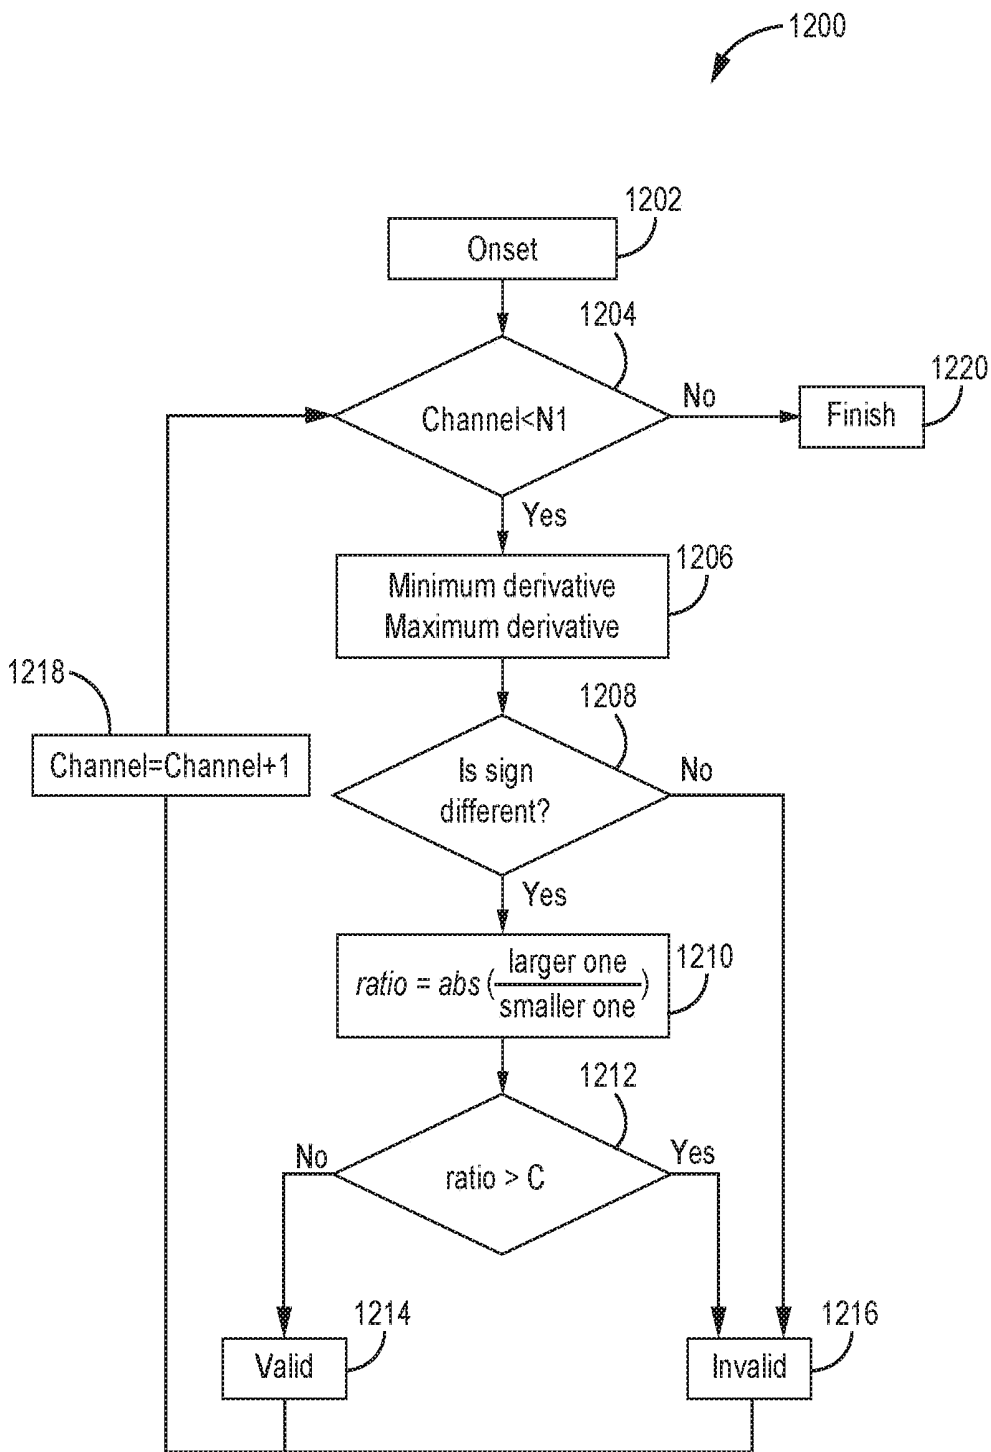 1200
1202
Onset
1204
Channel<N1
No
1220
Finish
Yes
1206
Minimum derivative
Maximum derivative
1218
Channel=Channel+1
1208
Is sign
different?
No
Yes
1210
ratio = abs (larger one
smaller one)
1212
ratio > C
No
Yes
1214
Valid
1216
Invalid